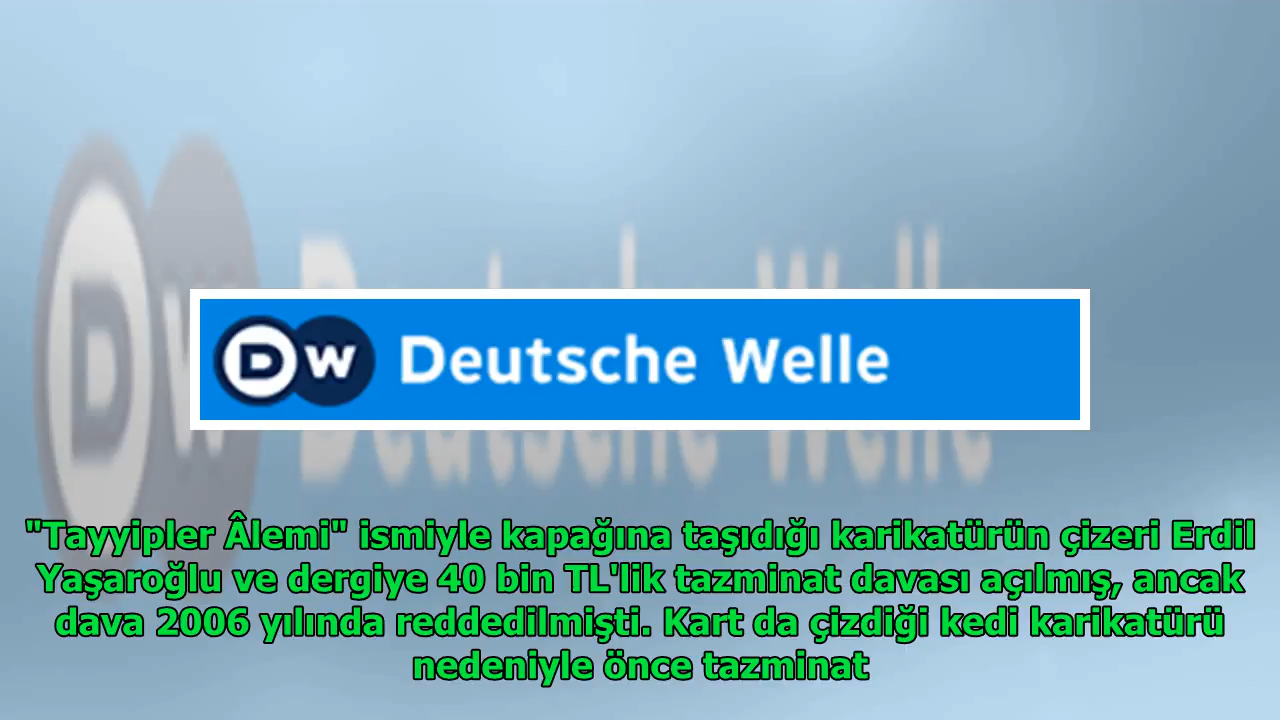 DW Deutsche Welle
"Tayyipler Âlemi" ismiyle kapağına taşıdığı karikatürün çizeri Erdil
Yaşaroğlu ve dergiye 40 bin TL'lik tazminat davası açılmış, ancak
dava 2006 yılında reddedilmişti. Kart da çizdiği kedi karikatürü
nedeniyle önce tazminat